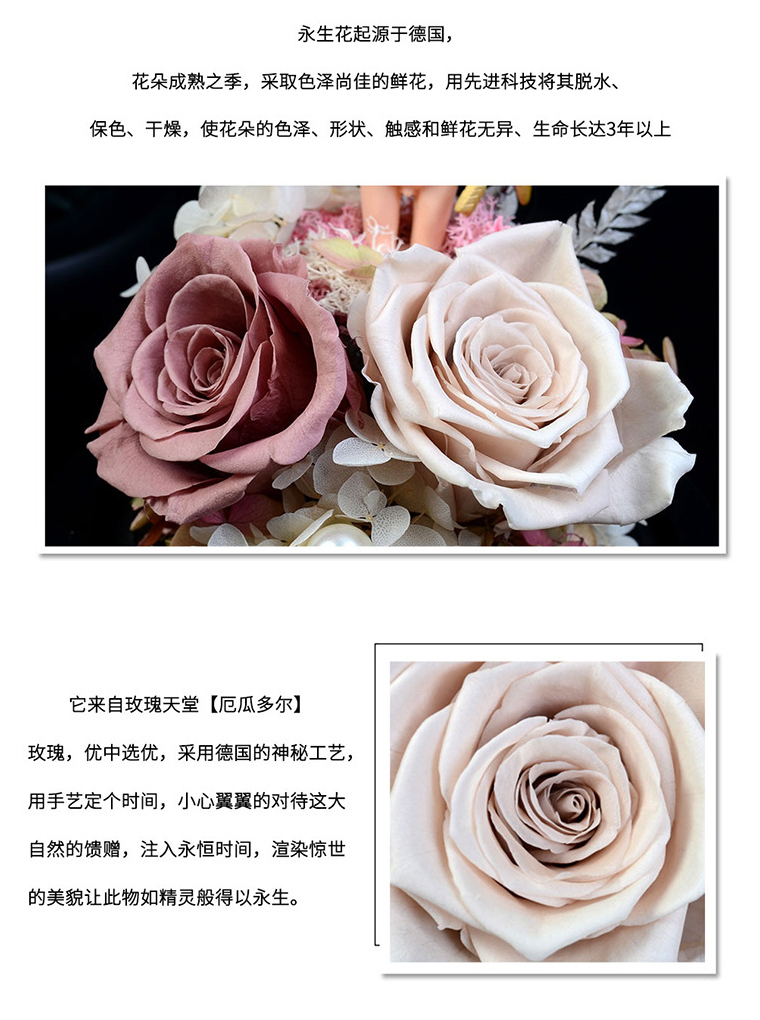 永生花起源于德国，
花朵成熟之季，采取色泽尚佳的鲜花，用先进科技将其脱水、
保色、干燥，使花朵的色泽、形状、触感和鲜花无异、生命长达3年以上
它来自玫瑰天堂【厄瓜多尔】
玫瑰，优中选优，采用德国的神秘工艺，
用手艺定个时间，小心翼翼的对待这大
自然的馈赠，注入永恒时间，渲染惊世
的美貌让此物如精灵般得以永生。